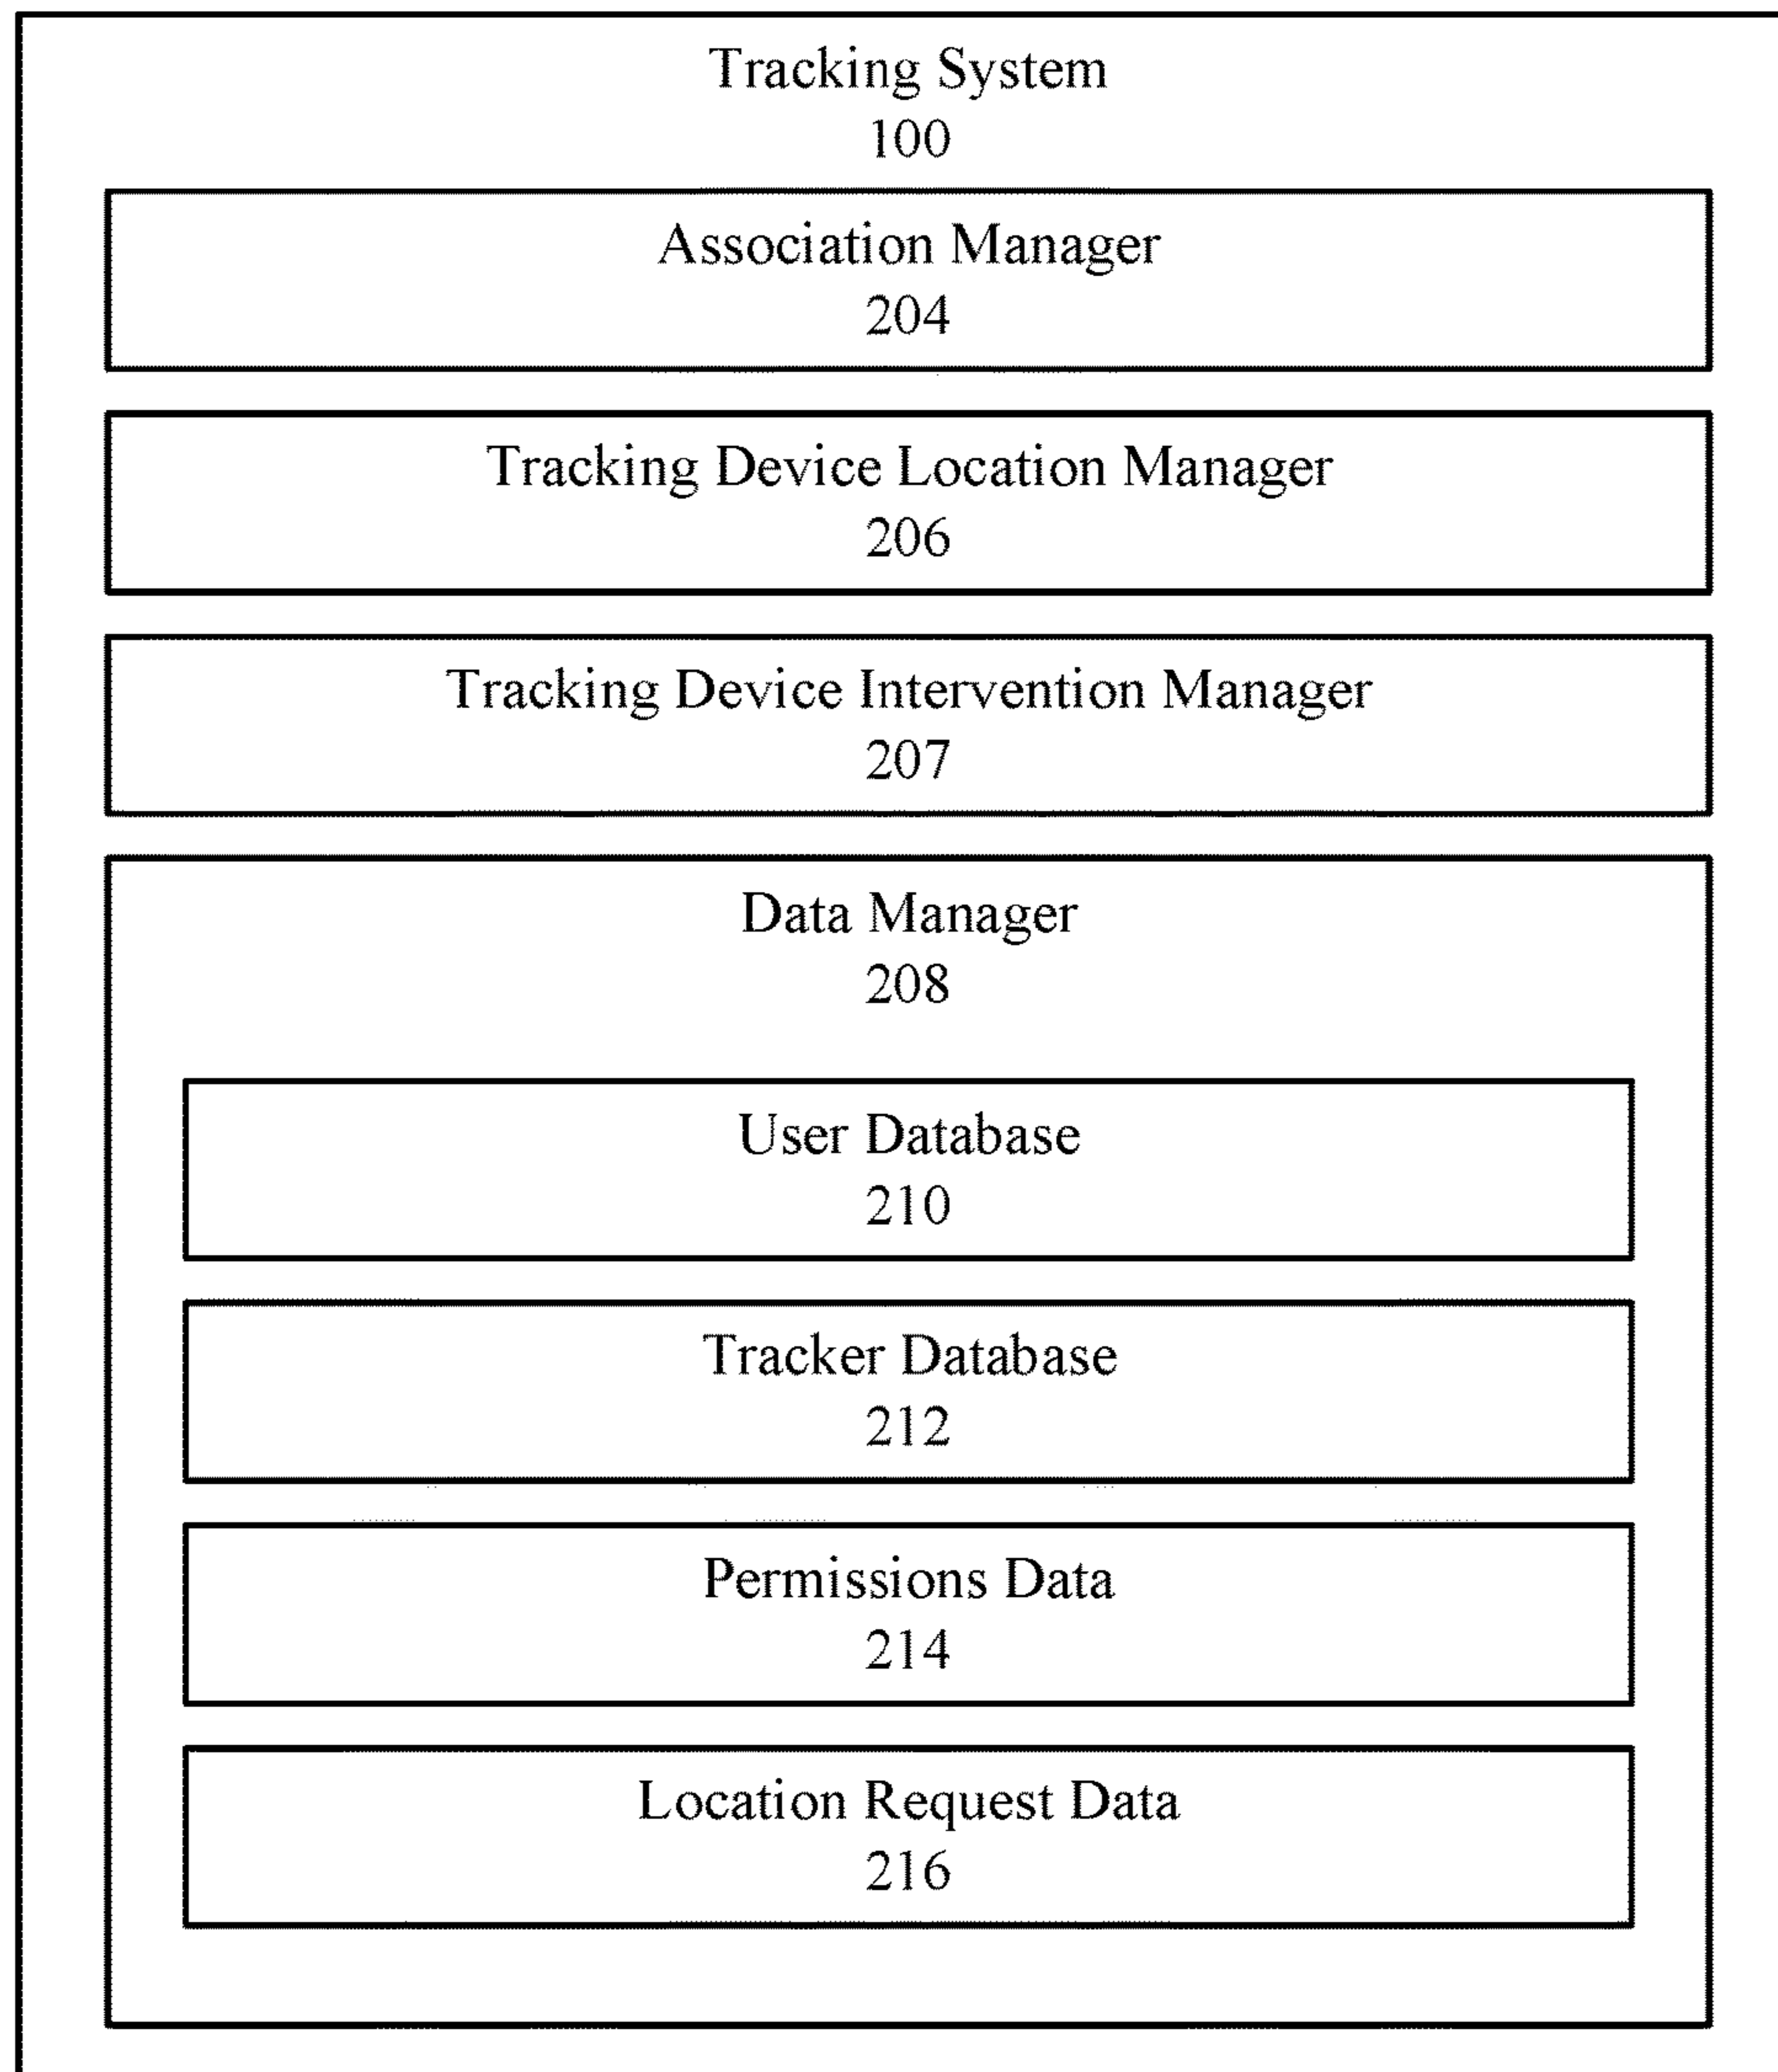 Tracking System
100
Association Manager
204
Tracking Device Location Manager
206
Tracking Device Intervention Manager
207
Data Manager
208
User Database
210
Tracker Database
212
Permissions Data
214
Location Request Data
216